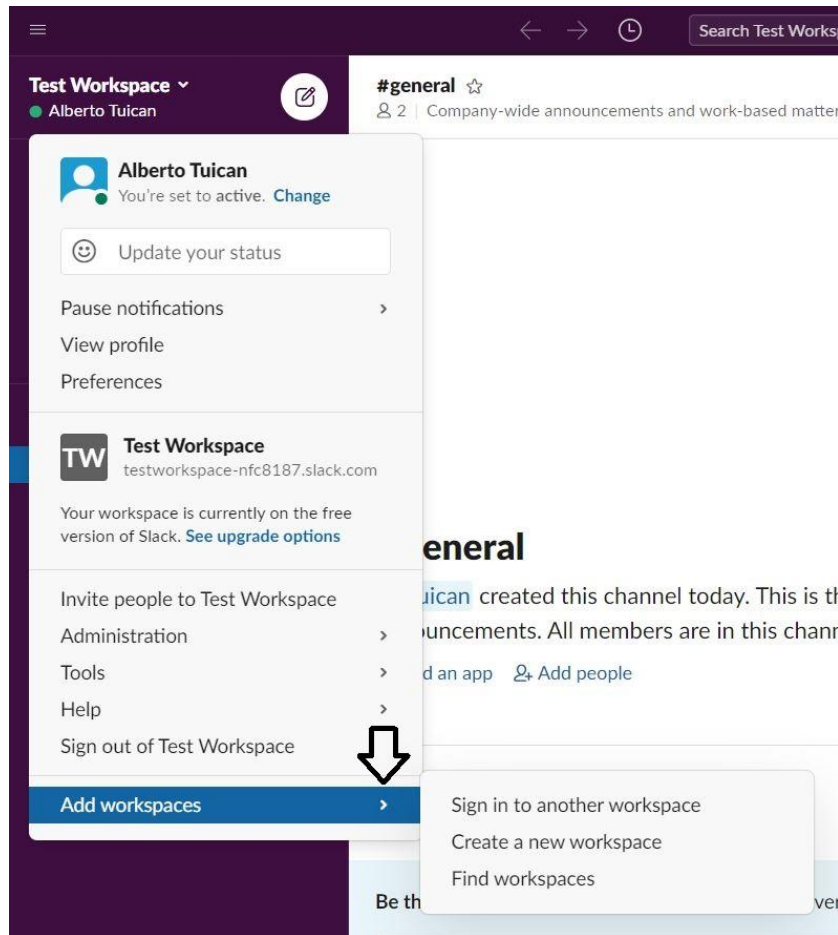 Search Test Works
Test Workspace
Alberto Tuican
#general
2 | Company-wide announcements and work-based matter
Alberto Tuican
You're set to active. Change
Update your status
Pause notifications
View profile
Preferences
TW
Test Workspace
testworkspace-nfc8187.slack.com
Your workspace is currently on the free
version of Slack. See upgrade options
Invite people to Test Workspace
Administration
Tools
Help
Sign out of Test Workspace
Add workspaces
Sign in to another workspace
Create a new workspace
Find workspaces
eneral
uican created this channel today. This is th
ouncements. All members are in this chann
d an app
Add people
Be th
ver